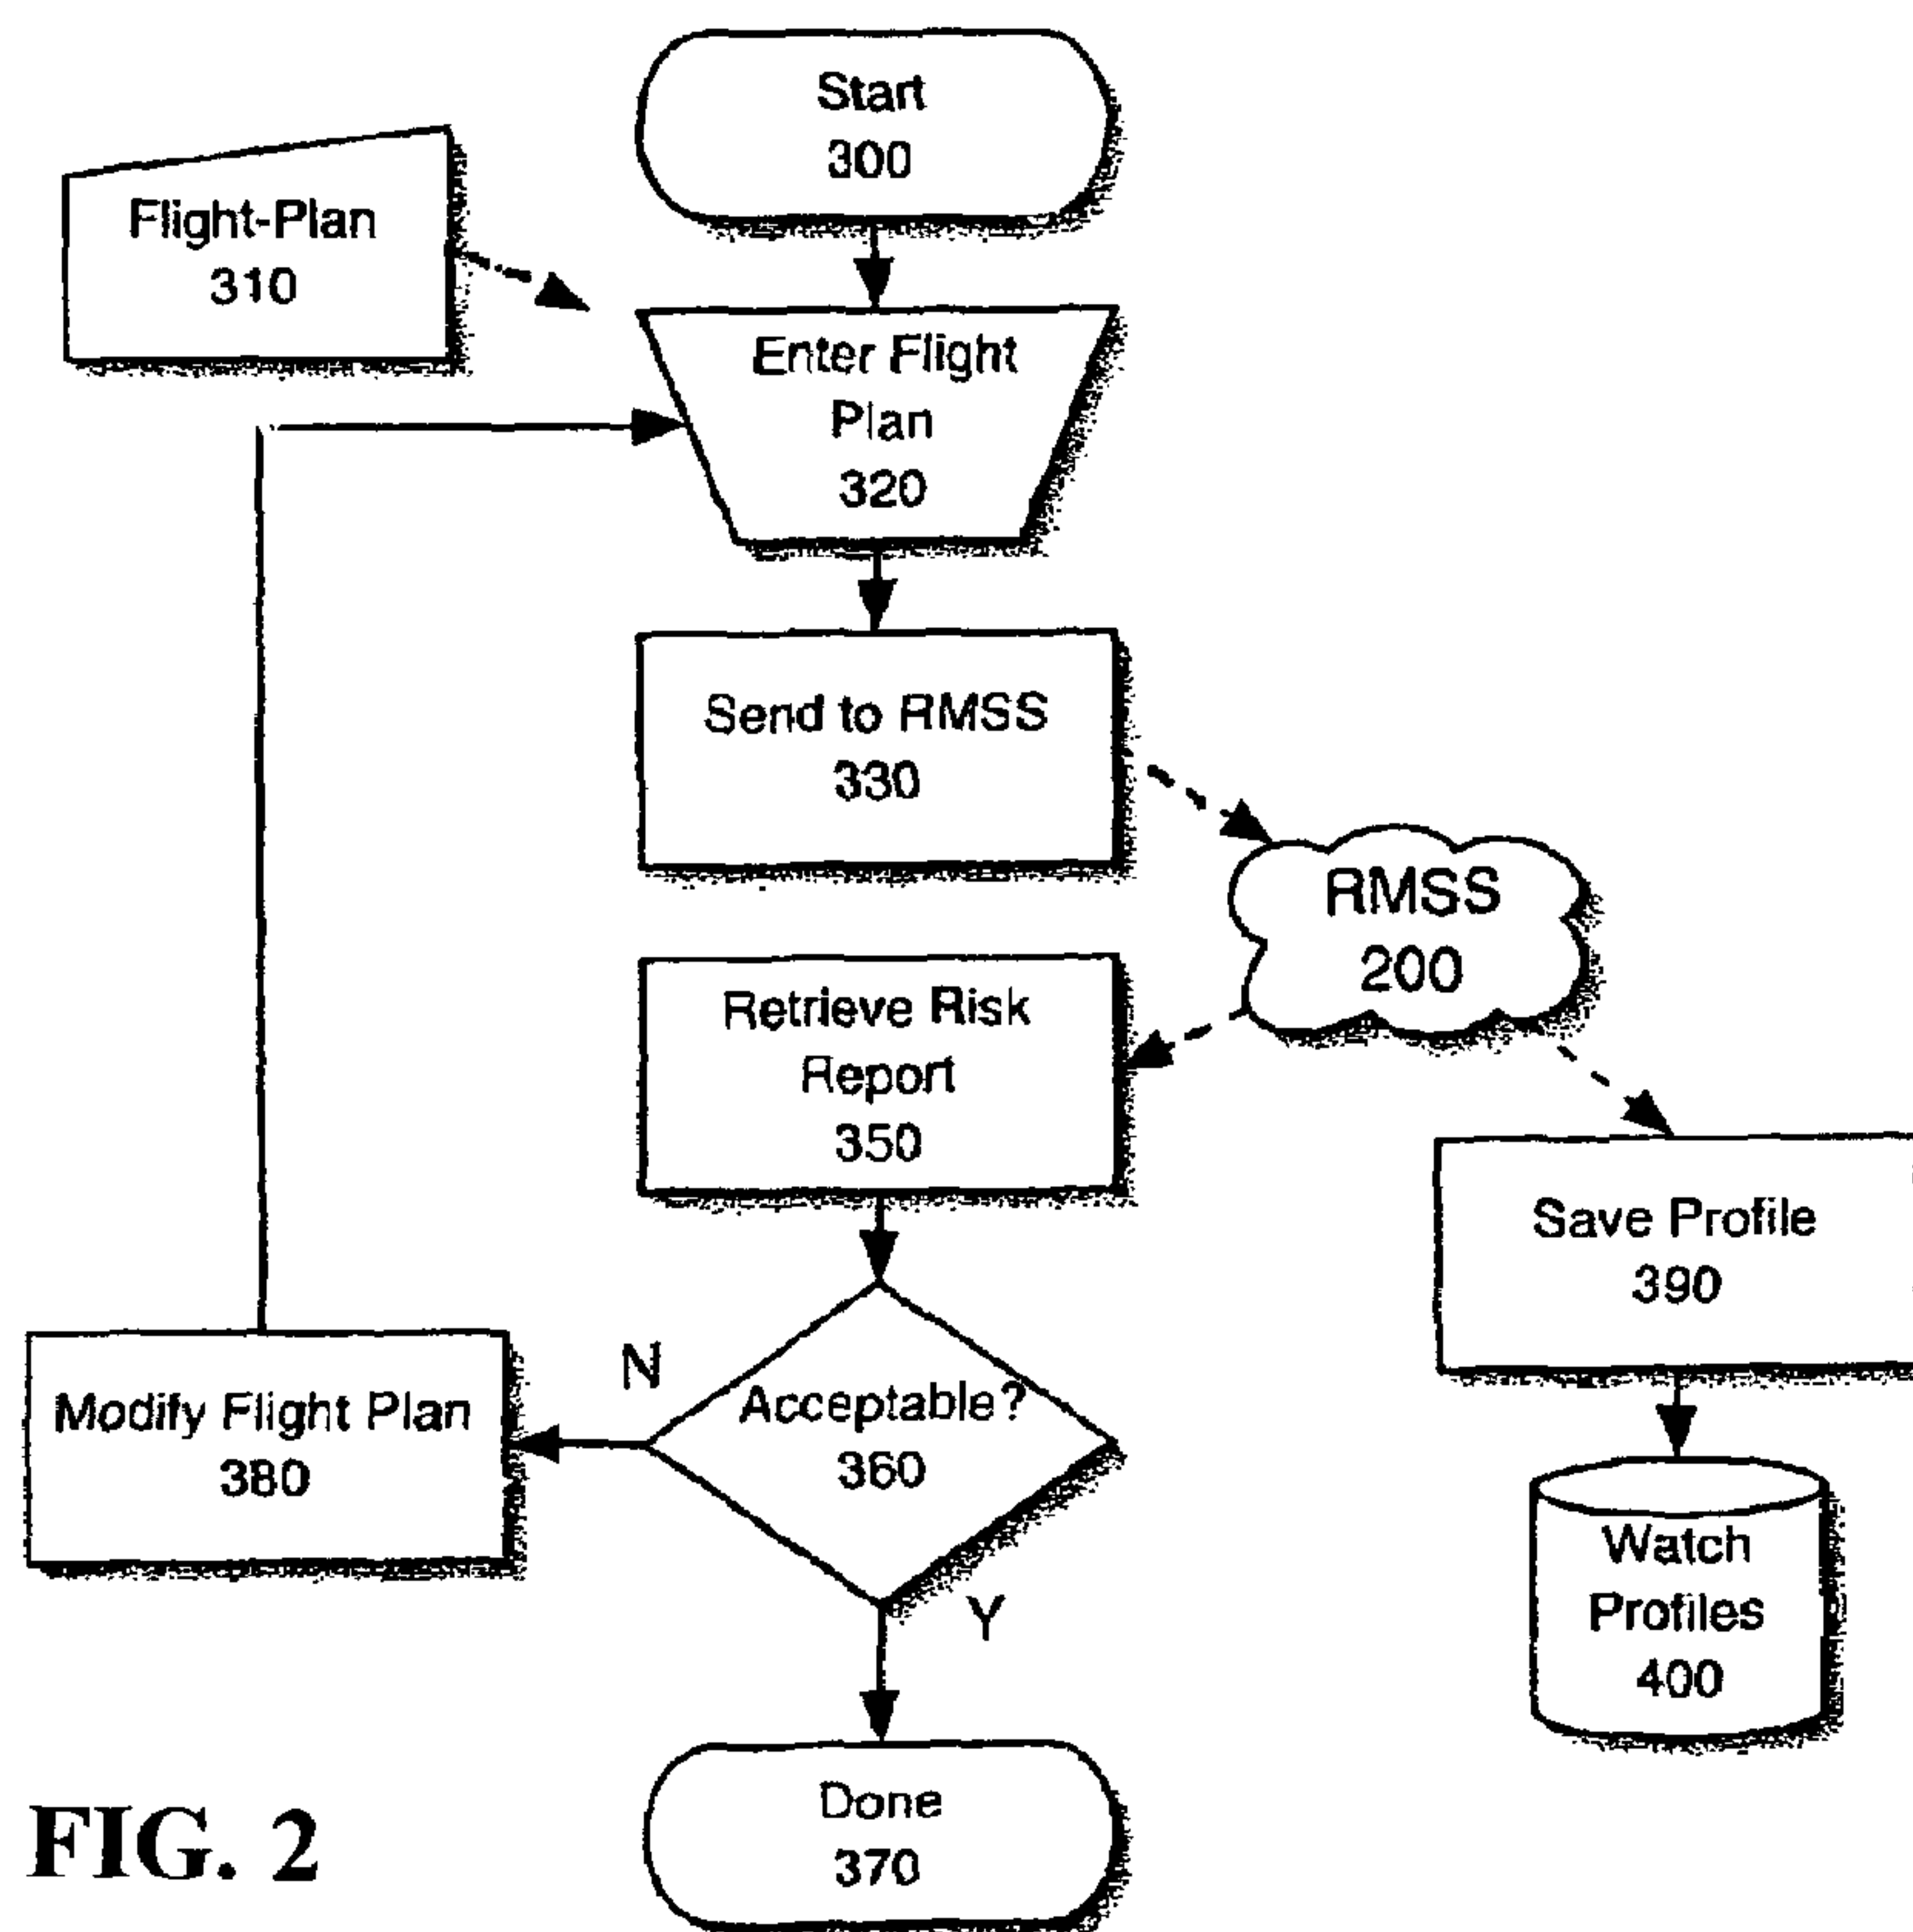 Start
300
Flight-Plan
310
Enter Flight
Plan
320
Send to RMSS
330
RMSS
200
Retrieve Risk
Report
350
Save Profile
390
N
Acceptable?
360
Modify Flight Plan
380
Y
Watch
Profiles
400
Done
370
FIG. 2